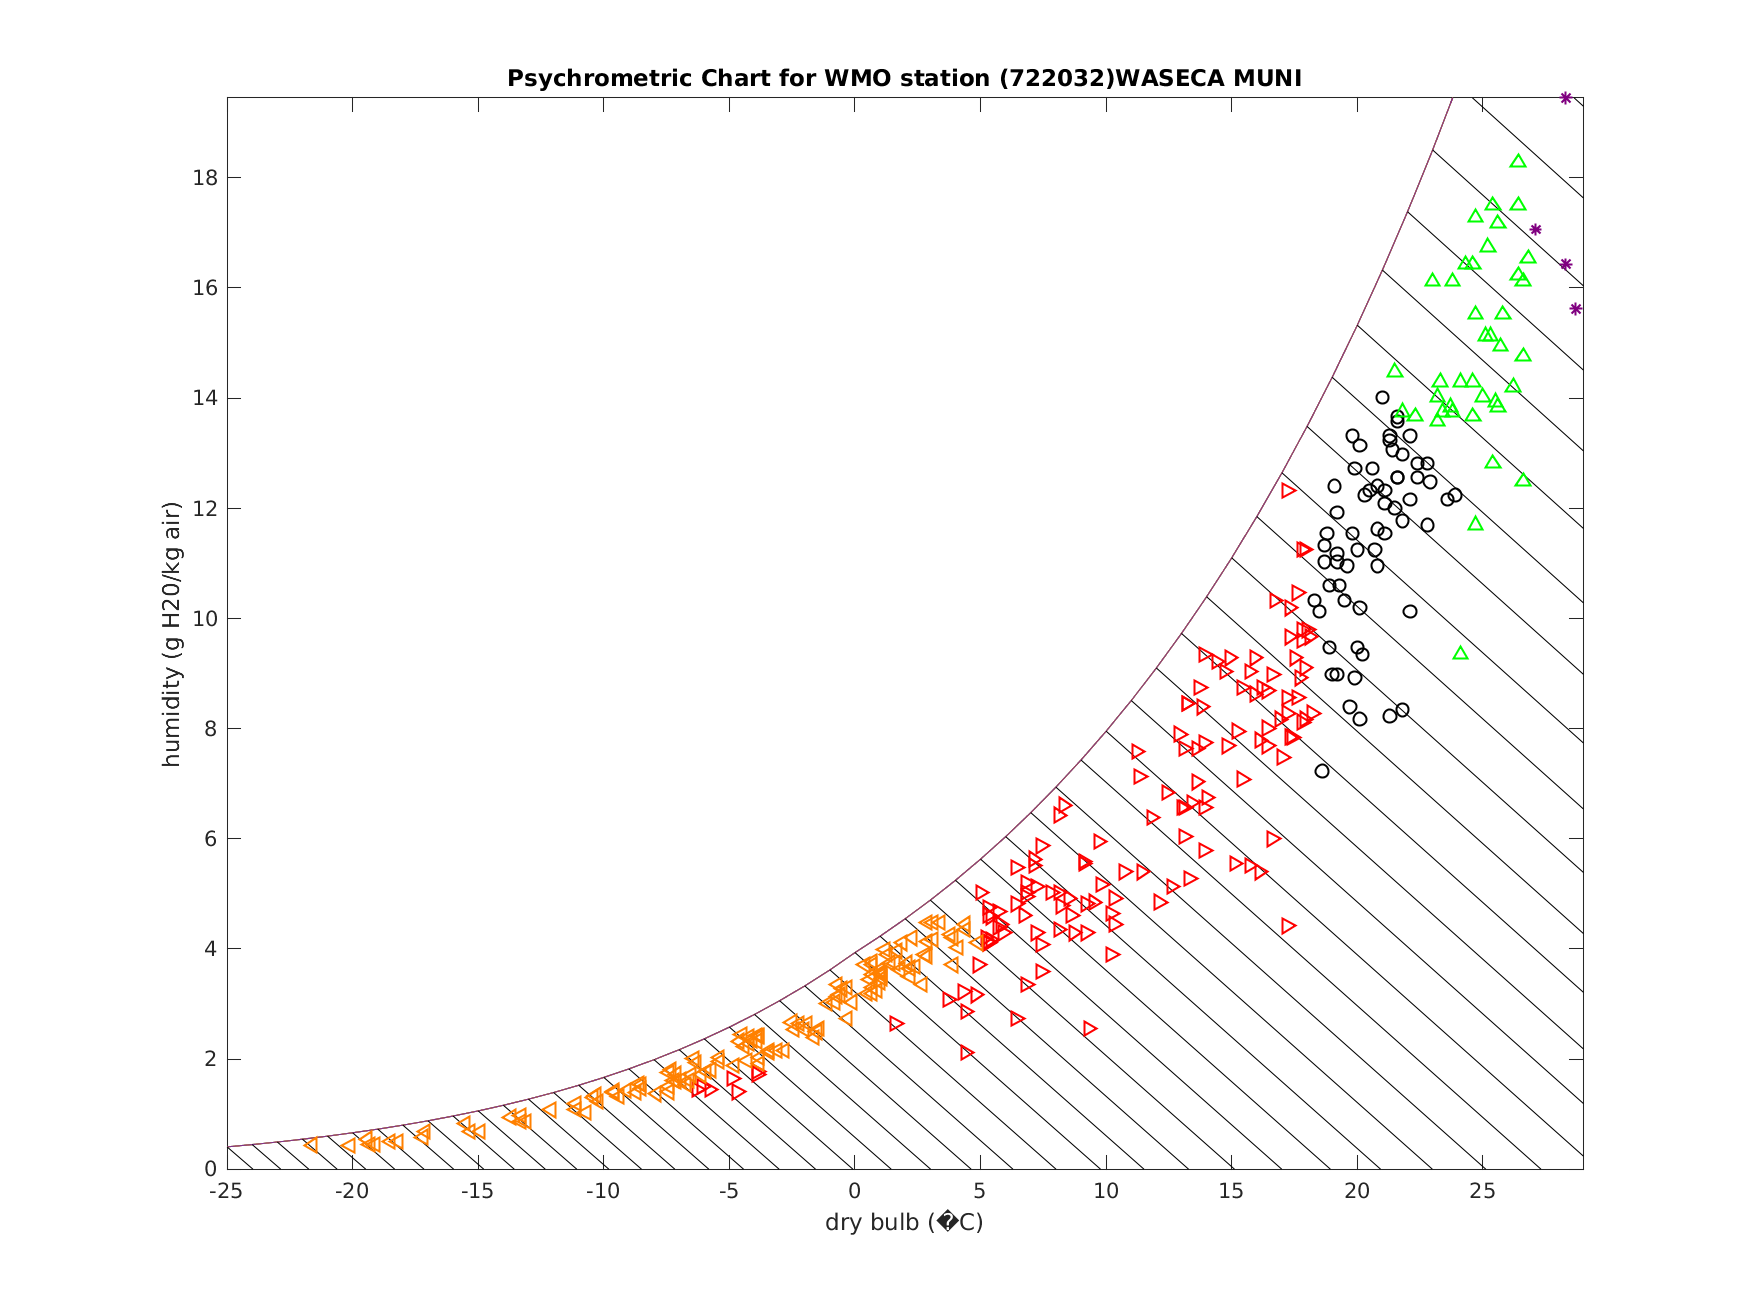 Psychrometric Chart for WMO station (722032)WASECA MUNI
humidity (g H20/kg air)
18
16
14
12
10
8
6
4
2
0
-25 -20 -15 -10 -5 0 5 10 15 20 25
dry bulb (�C)